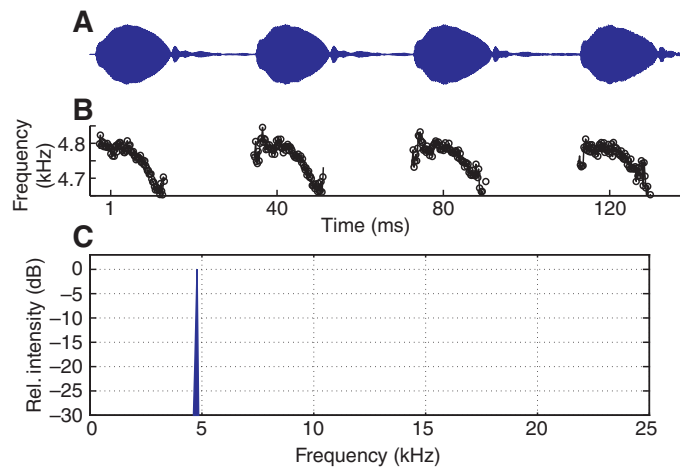 A
B
Frequency
(kHz)
4.8
4.7
1 40 80 120
Time (ms)
C
Rel. intensity (dB)
0
–5
–10
–15
–20
–25
–30
0 5 10 15 20 25
Frequency (kHz)